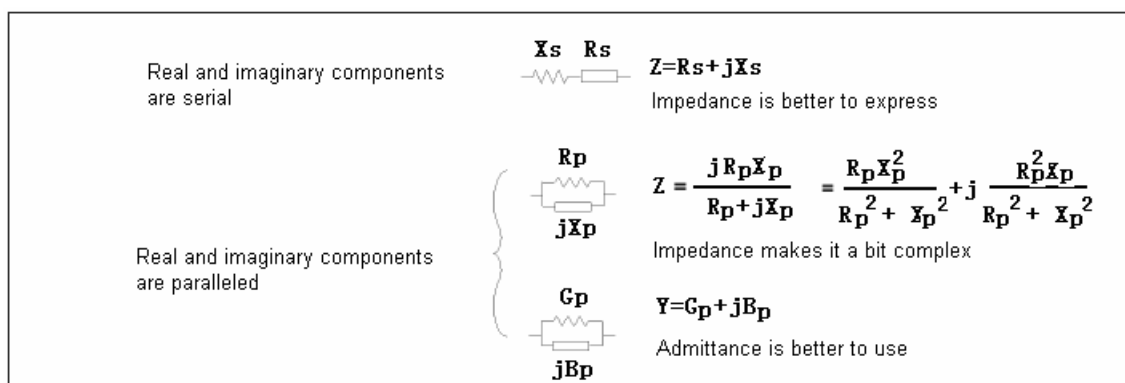 Xs Rs
Real and imaginary components
are serial
Z=Rs+jXs
Impedance is better to express
Rp
jXp
Z = jRpXp / Rp+jXp = RpXp² / Rp²+ Xp² + j Rp²Xp / Rp²+ Xp²
Impedance makes it a bit complex
Real and imaginary components
are paralleled
Gp
jBp
Y=Gp+jBp
Admittance is better to use